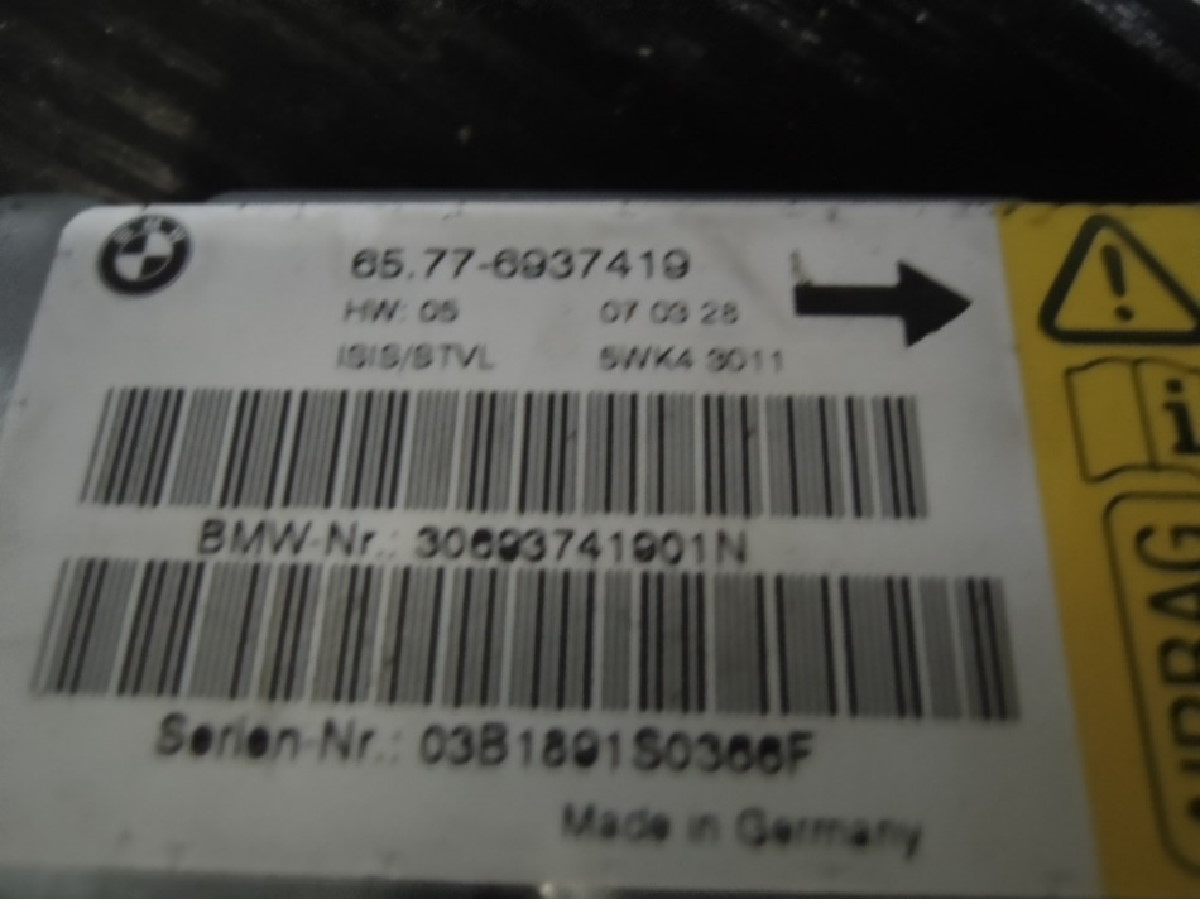 65.77-6937419
HW: 05 07 03 28
ISIS/STVL 5WK4 3011
BMW-Nr.: 30693741901N
Serien-Nr.: 03B1891S0366F
Made in Germany
i
AIRBAG